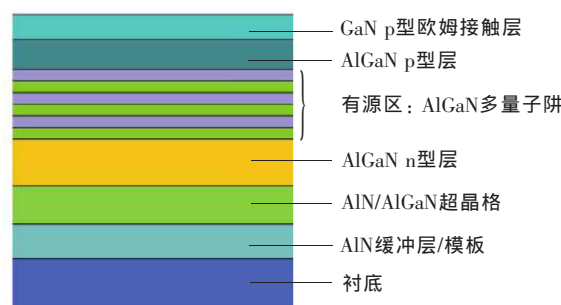 GaN p型欧姆接触层
AlGaN p型层
有源区：AlGaN多量子阱
AlGaN n型层
AlN/AlGaN超晶格
AlN缓冲层/模板
衬底